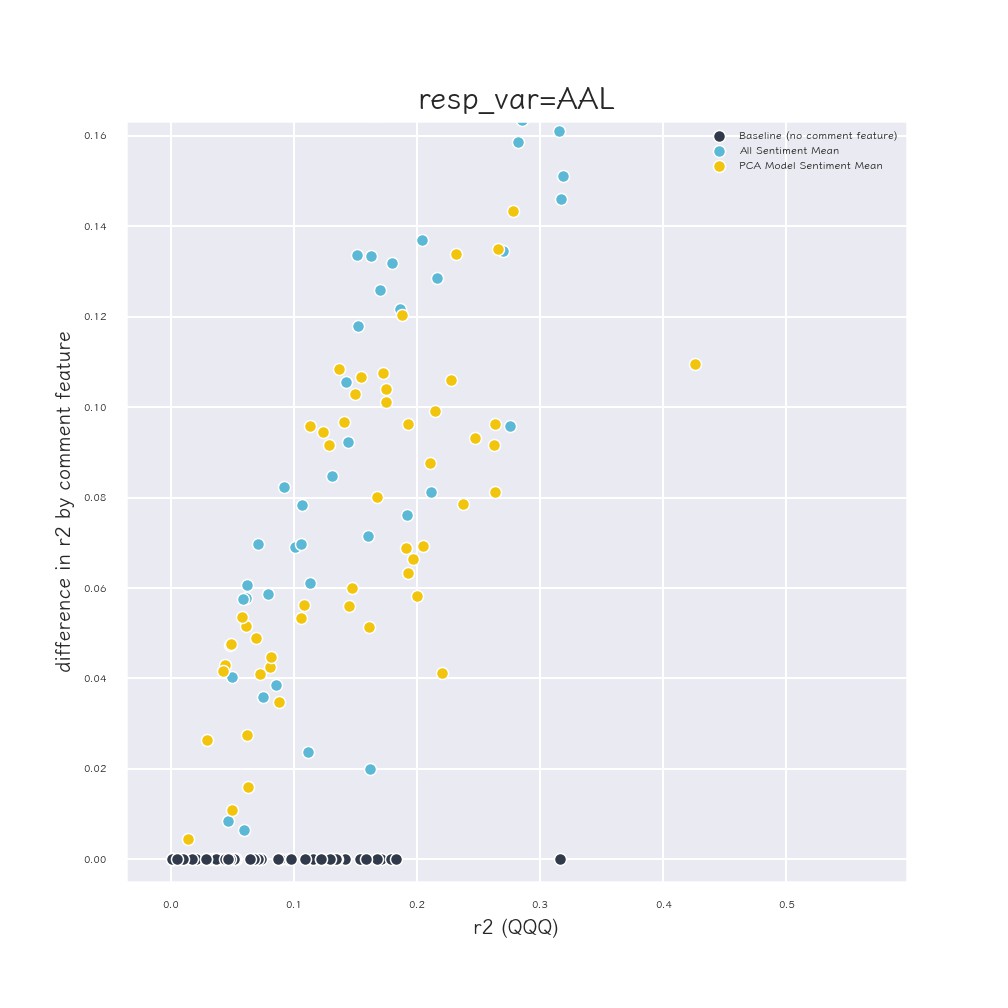 resp_var=AAL
0.16
0.14
0.12
0.10
0.08
0.06
0.04
0.02
0.00
difference in r2 by comment feature
Baseline (no comment feature)
All Sentiment Mean
PCA Model Sentiment Mean
0.0 0.1 0.2 0.3 0.4 0.5
r2 (QQQ)